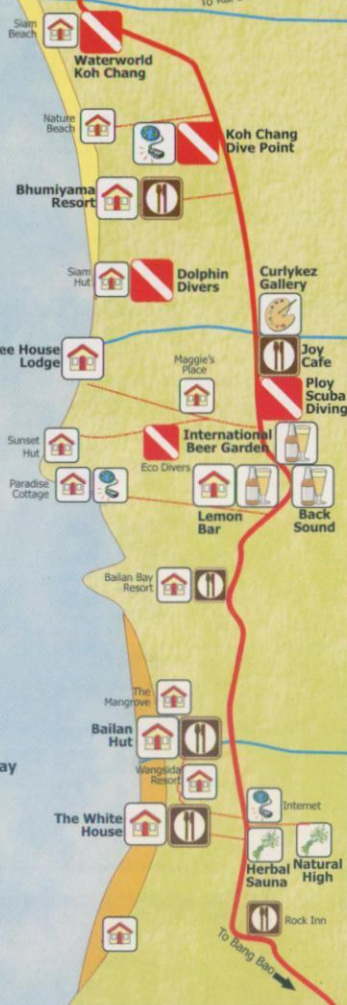 Siam
Beach
Waterworld
Koh Chang
Nature
Beach
Koh Chang
Dive Point
Bhumiyama
Resort
Siam
Hut
Dolphin
Divers
Curlykez
Gallery
ee House
Lodge
Joy
Cafe
Maggie's
Place
Ploy
Scuba
Diving
Sunset
Hut
International
Beer Garden
Eco Divers
Paradise
Cottage
Lemon
Bar
Back
Sound
Bailan Bay
Resort
The
Mangrove
Bailan
Hut
ay
Wangsida
Resort
Internet
The White
House
Herbal
Sauna
Natural
High
Rock Inn
To Bang Bao